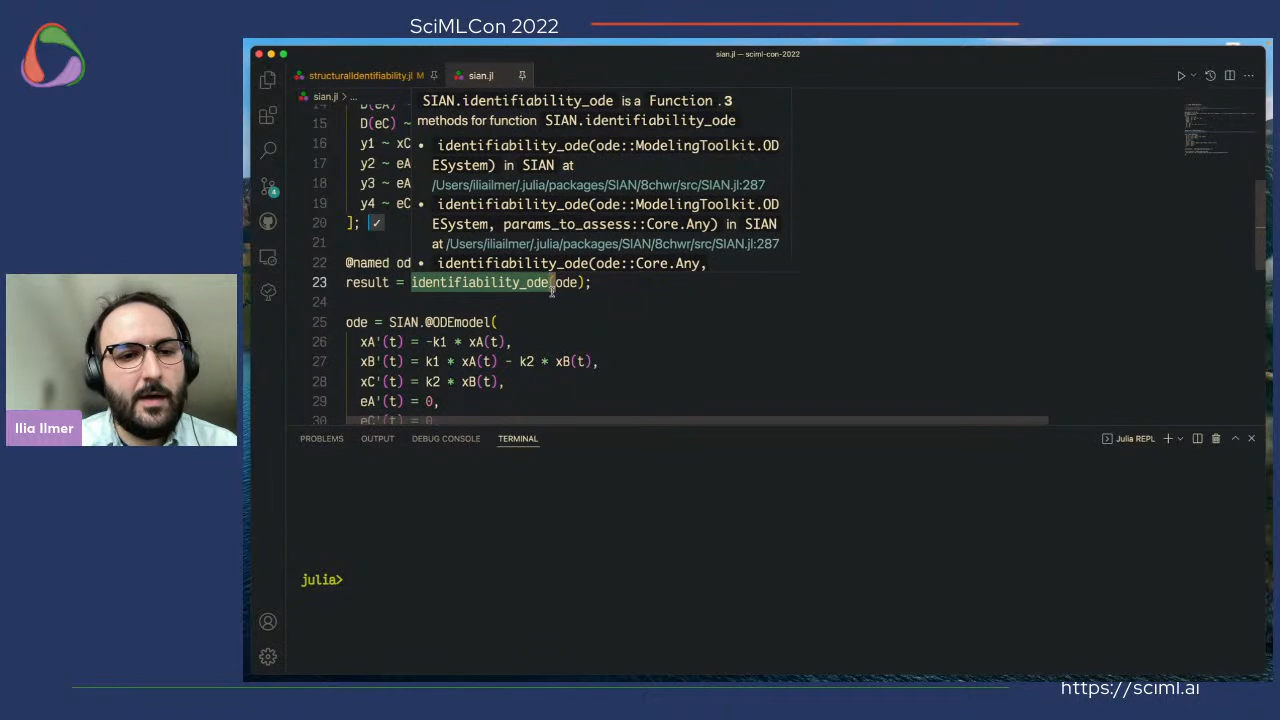 SciMLCon 2022
sian.jl — sciml-con-2022
structuralIdentifiability.jl M
sian.jl
sian.jl > ...
SIAN.identifiability_ode is a Function .3
methods for function SIAN.identifiability_ode
• identifiability_ode(ode::ModelingToolkit.OD
ESystem) in SIAN at
/Users/iliailmer/.julia/packages/SIAN/8chwr/src/SIAN.jl:287
• identifiability_ode(ode::ModelingToolkit.OD
ESystem, params_to_assess::Core.Any) in SIAN
at /Users/iliailmer/.julia/packages/SIAN/8chwr/src/SIAN.jl:287
• identifiability_ode(ode::Core.Any,
14 D(eA)
15 D(eC) ~
16 y1 ~ xC
17 y2 ~ eA
18 y3 ~ eA
19 y4 ~ eC
20 ]; ✓
21
22 @named od
23 result = identifiability_ode(ode);
24
25 ode = SIAN.@ODEmodel(
26 xA'(t) = -k1 * xA(t),
27 xB'(t) = k1 * xA(t) - k2 * xB(t),
28 xC'(t) = k2 * xB(t),
29 eA'(t) = 0,
30 eC'(t) = 0
4
PROBLEMS OUTPUT DEBUG CONSOLE TERMINAL
Julia REPL
julia>
Ilia Ilmer
https://sciml.ai